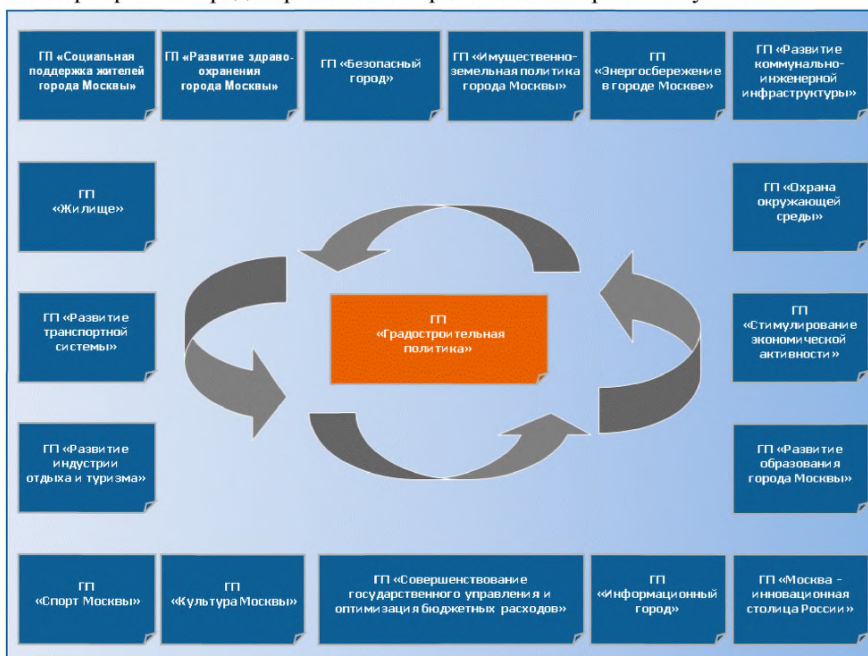 ГП «Социальная
поддержка жителей
города Москвы»
ГП «Развитие здраво-
охранения
города Москвы»
ГП «Безопасный
город»
ГП «Имущественно-
земельная политика
города Москвы»
ГП
«Энергосбережение
в городе Москве»
ГП «Развитие
коммунально-
инженерной
инфраструктуры»
ГП
«Жилище»
ГП «Охрана
окружающей
среды»
ГП «Развитие
транспортной
системы»
ГП
«Градостроительная
политика»
ГП
«Стимулирование
экономической
активности»
ГП «Развитие
индустрии
отдыха и туризма»
ГП «Развитие
образования
города Москвы»
ГП
«Спорт Москвы»
ГП
«Культура Москвы»
ГП «Совершенствование
государственного управления и
оптимизация бюджетных расходов»
ГП
«Информационный
город»
ГП «Москва -
инновационная
столица России»